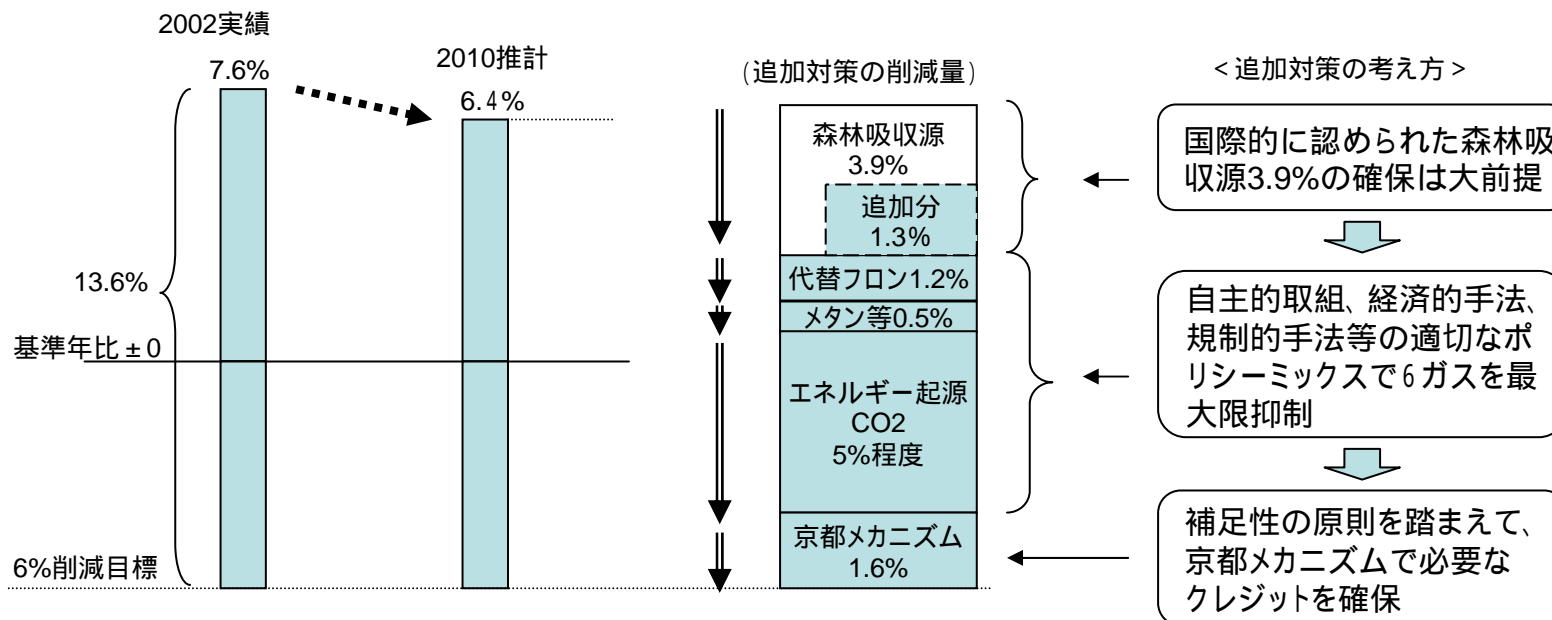 2002実績
7.6%
2010推計
6.4%
13.6%
基準年比±0
6%削減目標
(追加対策の削減量)
森林吸収源
3.9%
追加分
1.3%
代替フロン1.2%
メタン等0.5%
エネルギー起源
CO2
5%程度
京都メカニズム
1.6%
<追加対策の考え方>
国際的に認められた森林吸
収源3.9%の確保は大前提
自主的取組、経済的手法、
規制的手法等の適切なポ
リシーミックスで6ガスを最
大限抑制
補足性の原則を踏まえて、
京都メカニズムで必要な
クレジットを確保